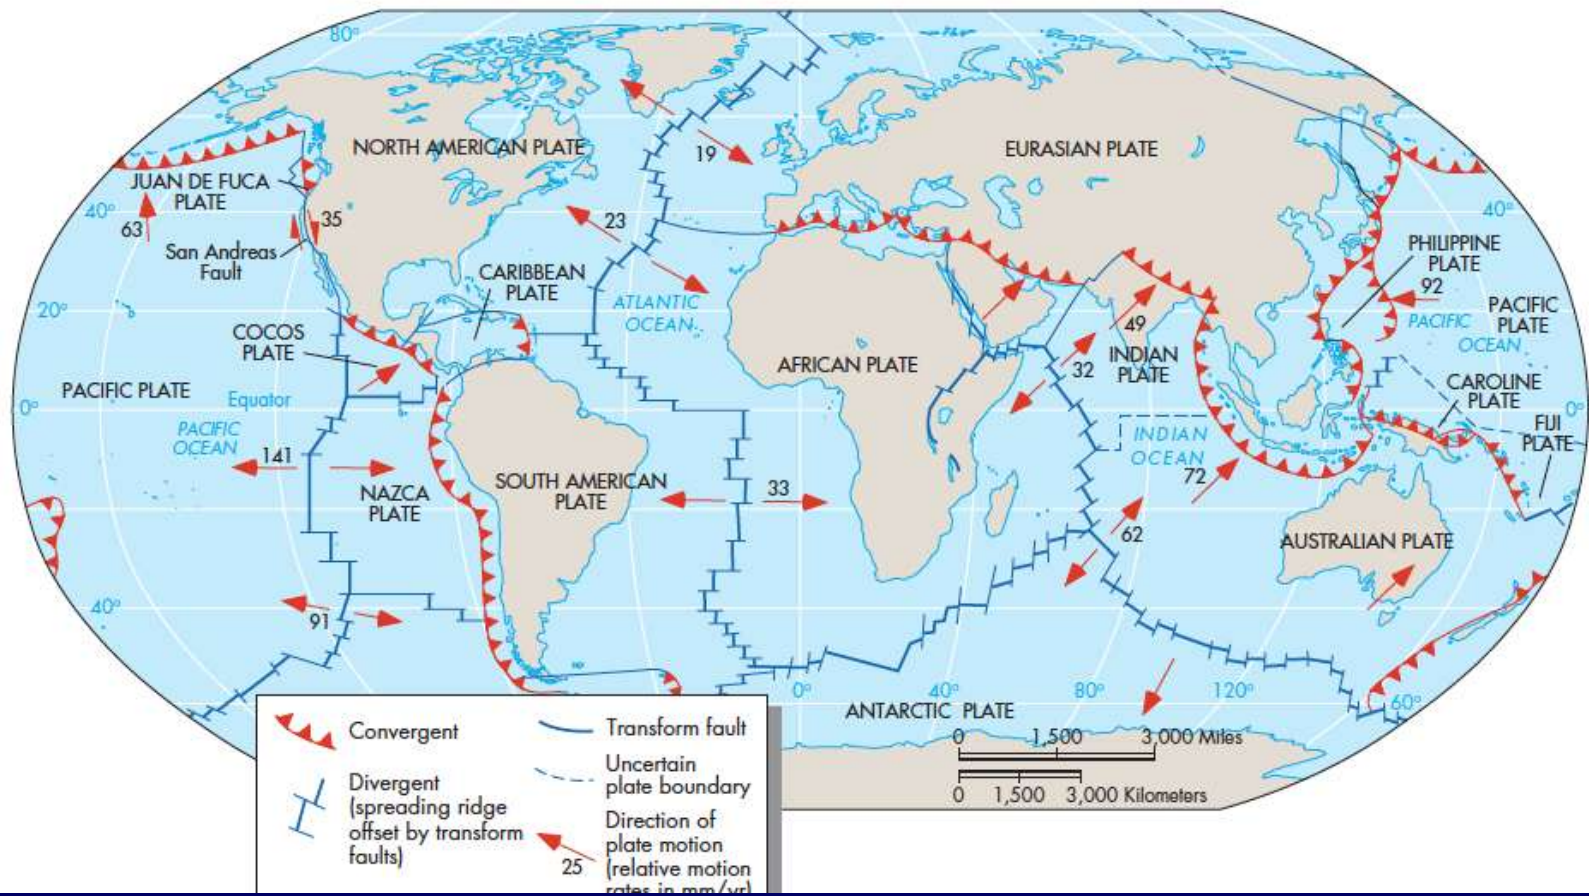 80°
NORTH AMERICAN PLATE
EURASIAN PLATE
19
JUAN DE FUCA
PLATE
40°
63
35
San Andreas
Fault
23
40°
PHILIPPINE
PLATE
92
CARIBBEAN
PLATE
ATLANTIC
OCEAN
20°
COCOS
PLATE
49
PACIFIC
OCEAN
PACIFIC
PLATE
AFRICAN PLATE
INDIAN
PLATE
32
PACIFIC PLATE
Equator
0°
CAROLINE
PLATE
0°
FIJI
PLATE
PACIFIC
OCEAN
141
INDIAN
OCEAN
72
NAZCA
PLATE
SOUTH AMERICAN
PLATE
33
62
AUSTRALIAN PLATE
40°
91
0°
40°
80°
120°
60°
ANTARCTIC PLATE
0 1,500 3,000 Miles
0 1,500 3,000 Kilometers
Convergent
Divergent
(spreading ridge
offset by transform
faults)
Transform fault
Uncertain
plate boundary
25
Direction of
plate motion
(relative motion
rates in mm/yr)